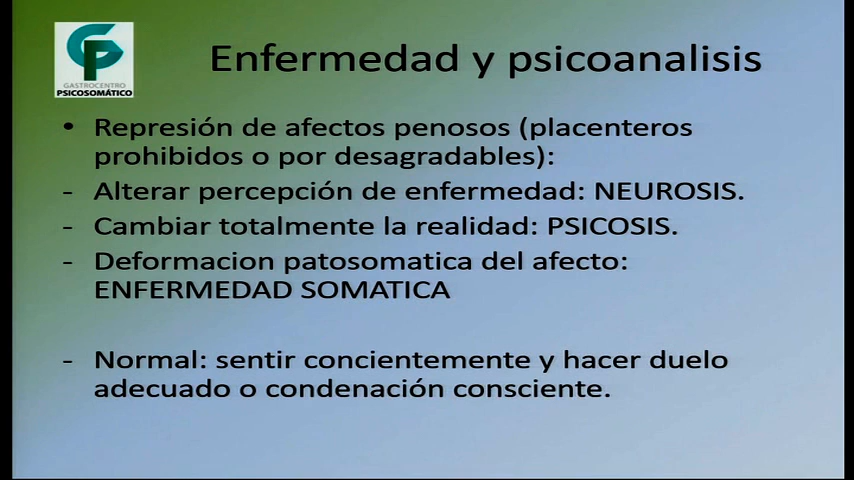 GASTROCENTRO
PSICOSOMÁTICO
Enfermedad y psicoanalisis
• Represión de afectos penosos (placenteros
prohibidos o por desagradables):
- Alterar percepción de enfermedad: NEUROSIS.
- Cambiar totalmente la realidad: PSICOSIS.
- Deformacion patosomatica del afecto:
ENFERMEDAD SOMATICA
- Normal: sentir concientemente y hacer duelo
adecuado o condenación consciente.